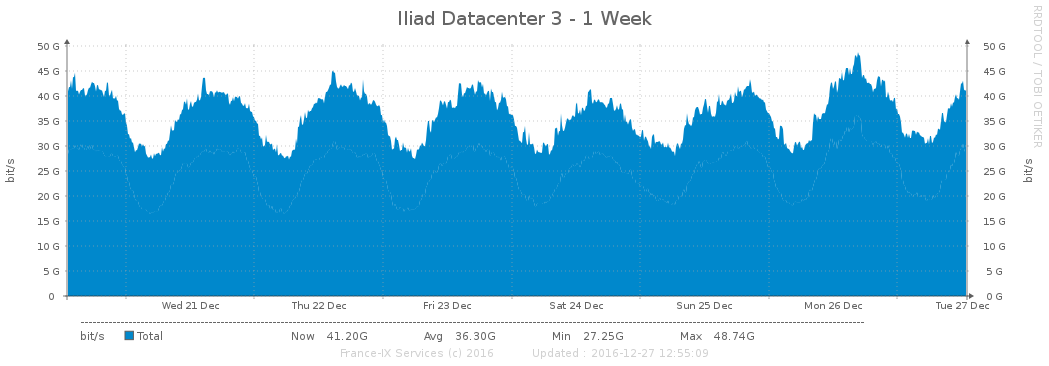 Iliad Datacenter 3 - 1 Week
RRDTOOL / TOBI OETIKER
50 G 50 G
45 G 45 G
40 G 40 G
35 G 35 G
30 G 30 G
25 G 25 G
20 G 20 G
15 G 15 G
10 G 10 G
5 G 5 G
0 0 G
bit/s bit/s
Wed 21 Dec Thu 22 Dec Fri 23 Dec Sat 24 Dec Sun 25 Dec Mon 26 Dec Tue 27 Dec
bit/s Total Now 41.20G Avg 36.30G Min 27.25G Max 48.74G
France-IX Services (c) 2016 Updated : 2016-12-27 12:55:09